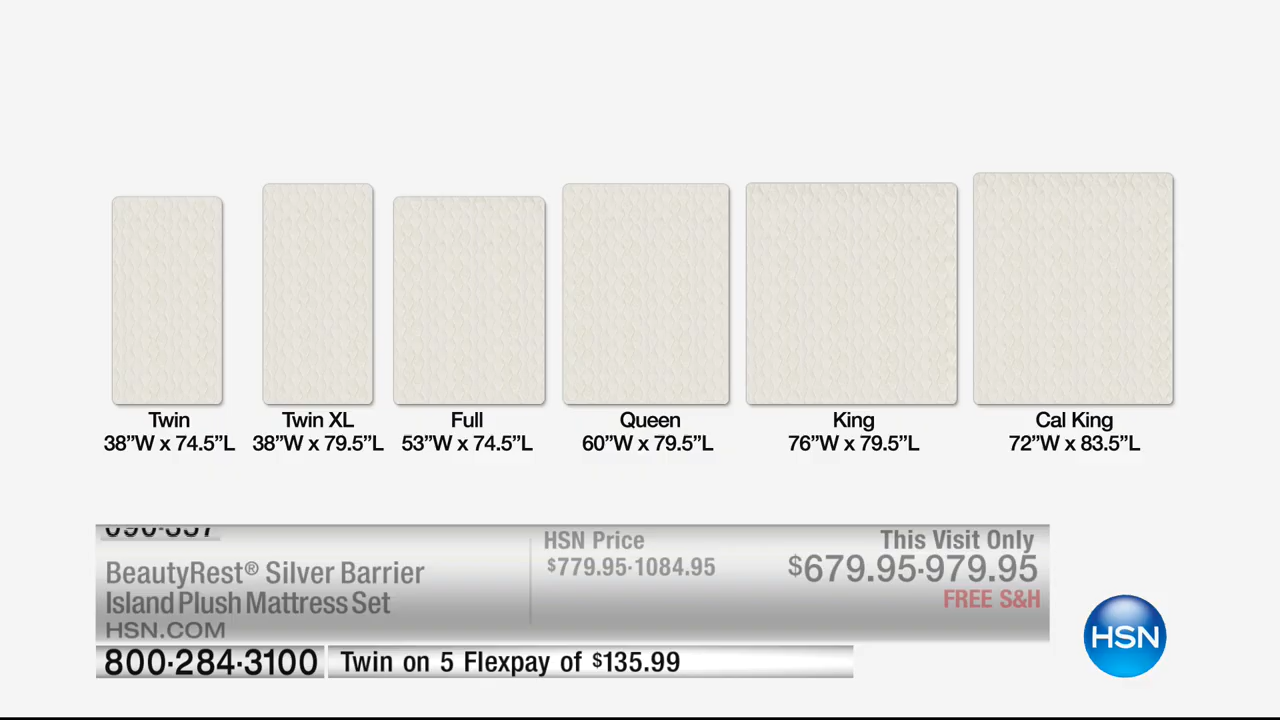 Twin
38”W x 74.5”L
Twin XL
38”W x 79.5”L
Full
53”W x 74.5”L
Queen
60”W x 79.5”L
King
76”W x 79.5”L
Cal King
72”W x 83.5”L
BeautyRest® Silver Barrier
Island Plush Mattress Set
HSN.COM
HSN Price
$779.95·1084.95
This Visit Only
$679.95·979.95
FREE S&H
800·284·3100
Twin on 5 Flexpay of $135.99
HSN